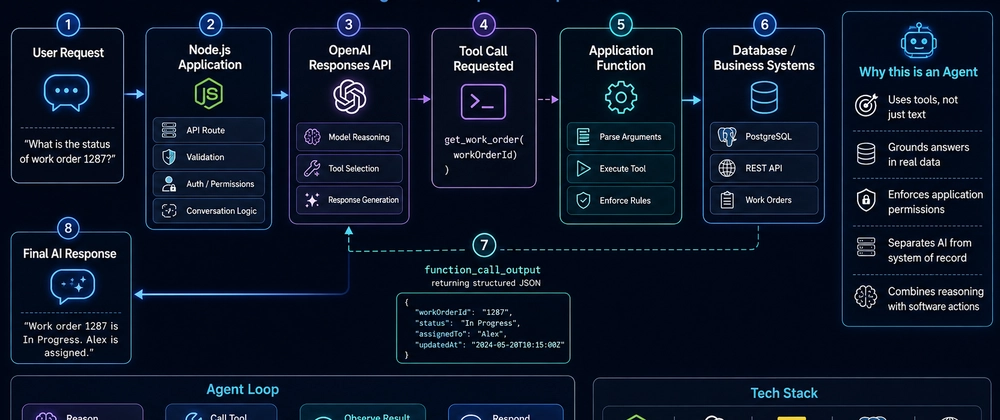 1
User Request
"What is the status
of work order 1287?"
2
Node.js
Application
JS
API Route
Validation
Auth / Permissions
Conversation Logic
3
OpenAI
Responses API
Model Reasoning
Tool Selection
Response Generation
4
Tool Call
Requested
get_work_order(
workOrderId)
)
5
Application
Function
Parse Arguments
Execute Tool
Enforce Rules
6
Database /
Business Systems
PostgreSQL
REST API
Work Orders
7
function_call_output
returning structured JSON
{
"workOrderId": "1287",
"status": "In Progress",
"assignedTo": "Alex",
"updatedAt": "2024-05-20T10:15:00Z"
}
8
Final AI Response
"Work order 1287 is
In Progress. Alex is
assigned."
Why this is an Agent
Uses tools, not
just text
Grounds answers
in real data
Enforces application
permissions
Separates AI from
system of record
Combines reasoning
with software actions
Agent Loop
Reason
Call Tool
Observe Result
Respond
Tech Stack